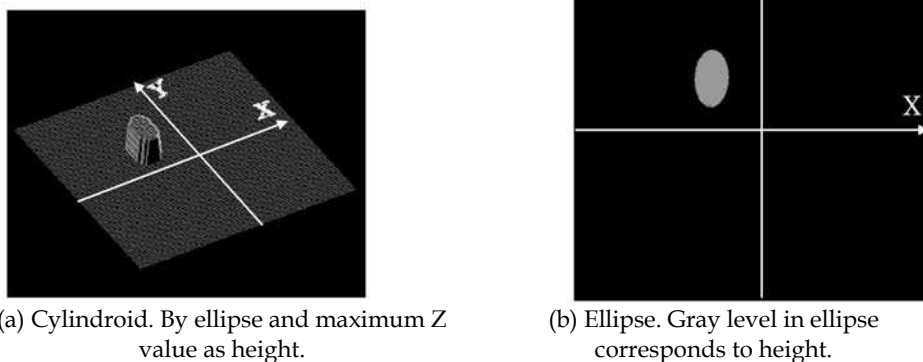 Y
X
X
(a) Cylindroid. By ellipse and maximum Z
value as height.
(b) Ellipse. Gray level in ellipse
corresponds to height.